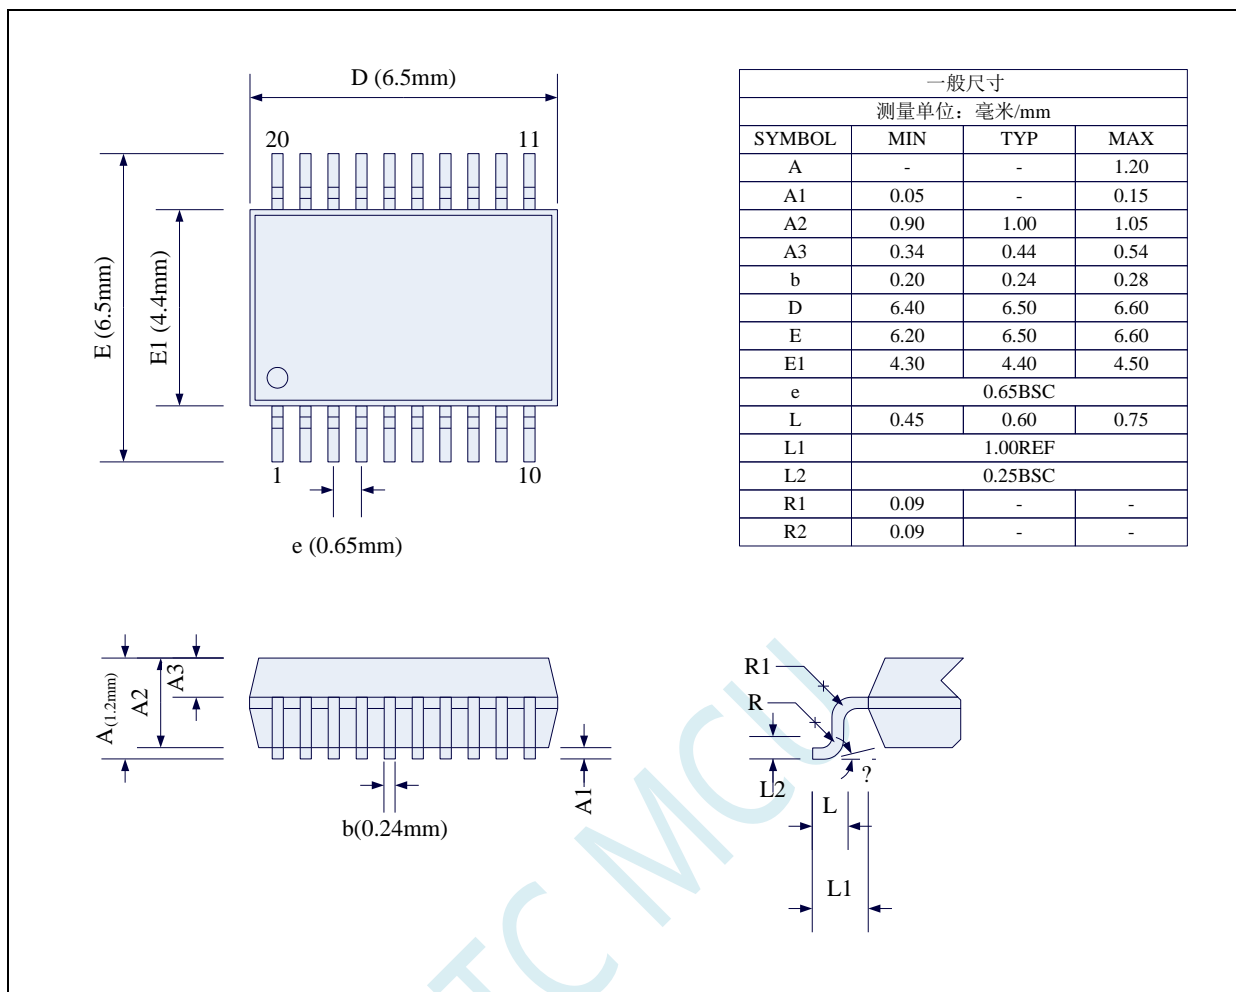 D (6.5mm)
20
11
E (6.5mm)
E1 (4.4mm)
1
10
e (0.65mm)
一般尺寸
测量单位：毫米/mm
SYMBOL MIN TYP MAX
A - - 1.20
A1 0.05 - 0.15
A2 0.90 1.00 1.05
A3 0.34 0.44 0.54
b 0.20 0.24 0.28
D 6.40 6.50 6.60
E 6.20 6.50 6.60
E1 4.30 4.40 4.50
e 0.65BSC
L 0.45 0.60 0.75
L1 1.00REF
L2 0.25BSC
R1 0.09 - -
R2 0.09 - -
A(1.2mm)
A2
A3
b(0.24mm)
A1
R1
R
L2
?
L
L1
TC MCU